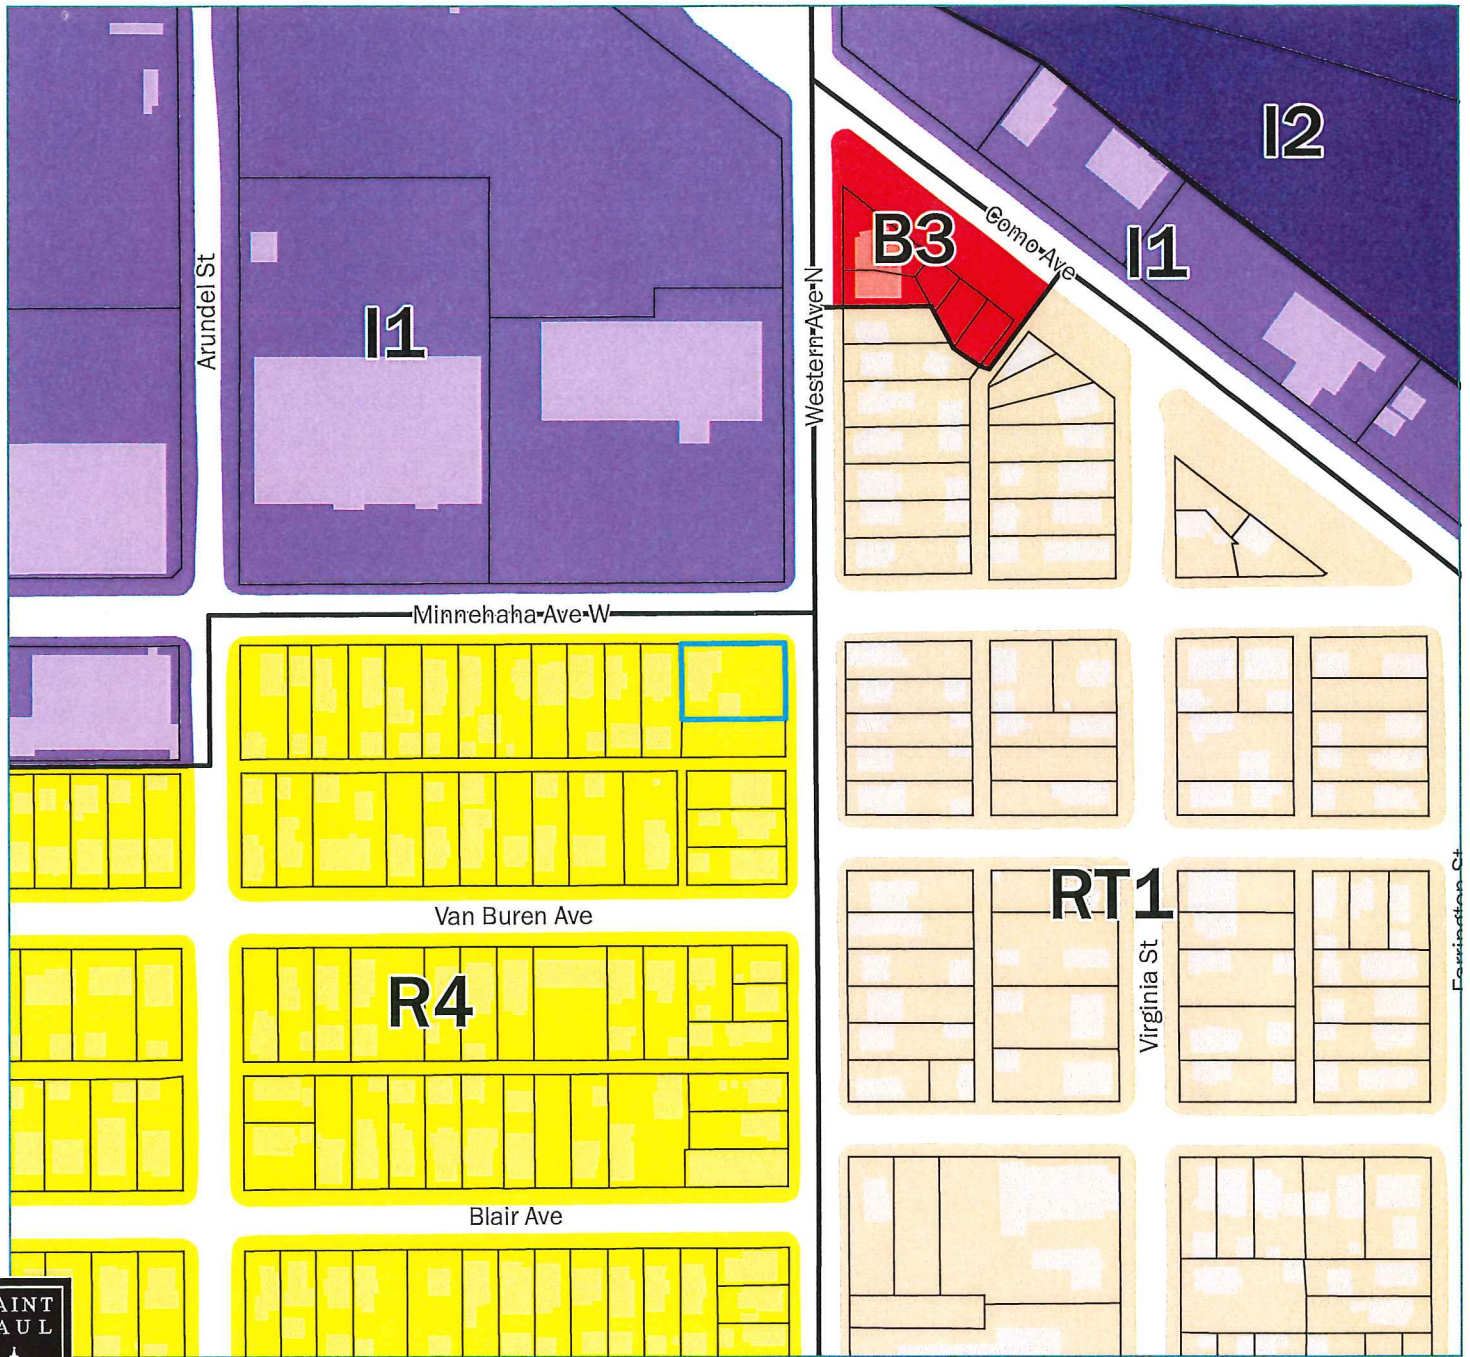 I2
B3
Como Ave
I1
Arundel St
I1
Western Ave N
Minnehaha Ave W
RT1
Van Buren Ave
Virginia St
R4
Blair Ave
AINT
AUL